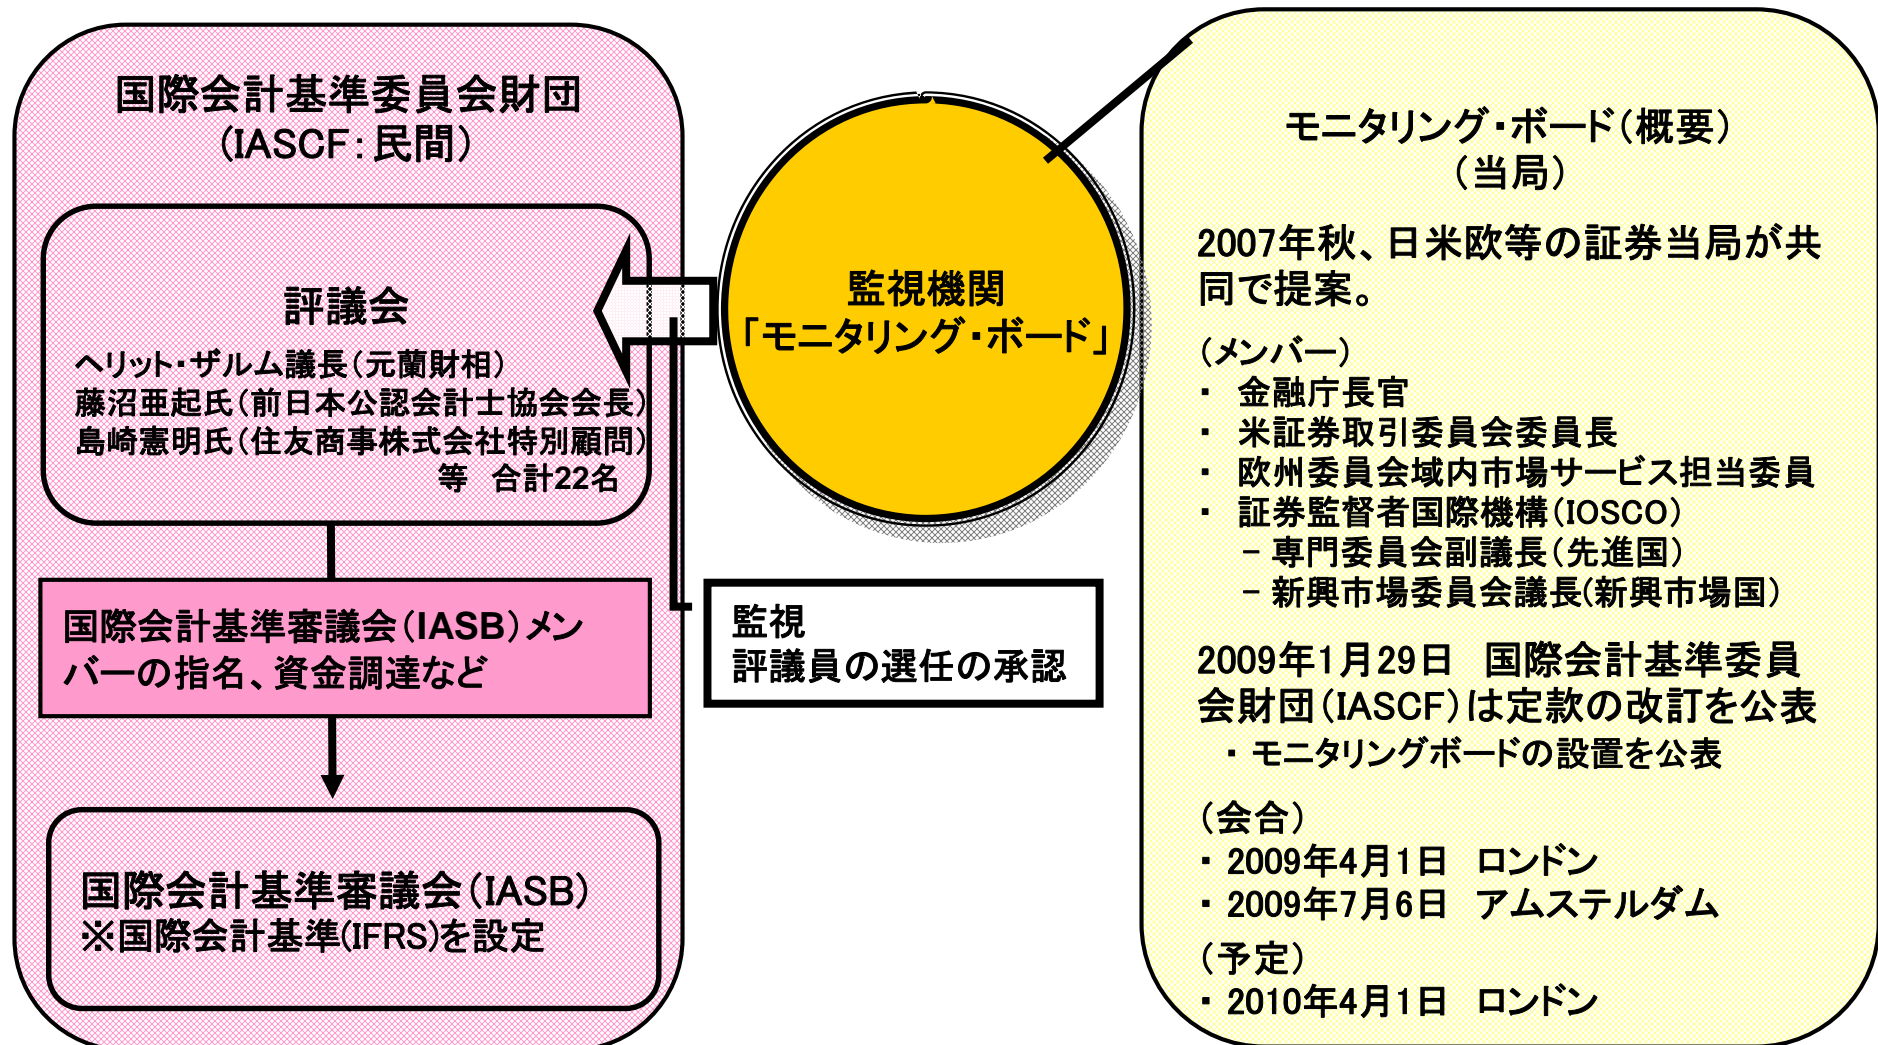 国際会計基準委員会財団
(IASCF：民間)
評議会
ヘリット・ザルム議長（元蘭財相）
藤沼亜起氏（前日本公認会計士協会会長）
島崎憲明氏（住友商事株式会社特別顧問）
等　合計22名
国際会計基準審議会（IASB）メン
バーの指名、資金調達など
国際会計基準審議会（IASB）
※国際会計基準(IFRS)を設定
監視機関
「モニタリング・ボード」
監視
評議員の選任の承認
モニタリング・ボード（概要）
（当局）
2007年秋、日米欧等の証券当局が共
同で提案。
（メンバー）
・ 金融庁長官
・ 米証券取引委員会委員長
・ 欧州委員会域内市場サービス担当委員
・ 証券監督者国際機構（IOSCO）
－ 専門委員会副議長（先進国）
－ 新興市場委員会議長(新興市場国)
2009年1月29日　国際会計基準委員
会財団（IASCF）は定款の改訂を公表
・ モニタリングボードの設置を公表
（会合）
・ 2009年4月1日　ロンドン
・ 2009年7月6日　アムステルダム
（予定）
・ 2010年4月1日　ロンドン